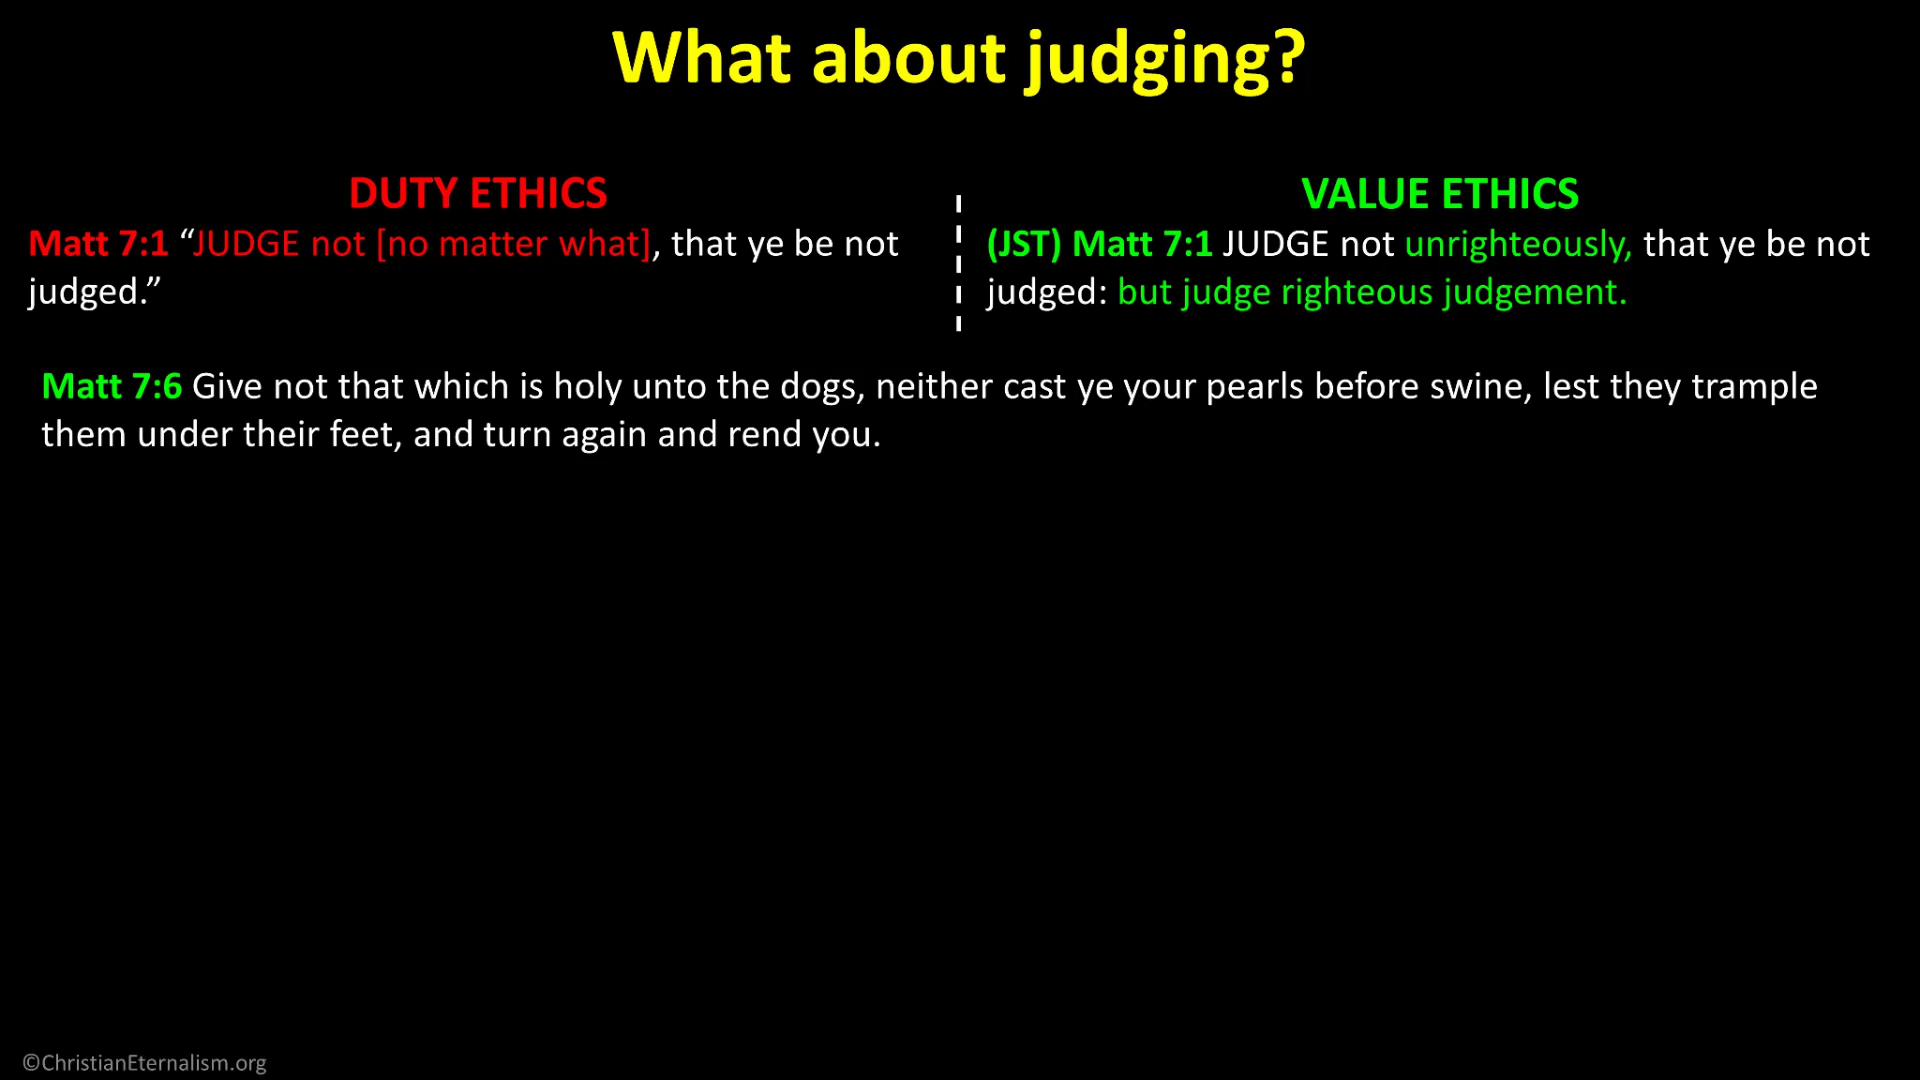 What about judging?
DUTY ETHICS
Matt 7:1 “JUDGE not [no matter what], that ye be not
judged.”
VALUE ETHICS
(JST) Matt 7:1 JUDGE not unrighteously, that ye be not
judged: but judge righteous judgement.
Matt 7:6 Give not that which is holy unto the dogs, neither cast ye your pearls before swine, lest they trample
them under their feet, and turn again and rend you.
©ChristianEternalism.org